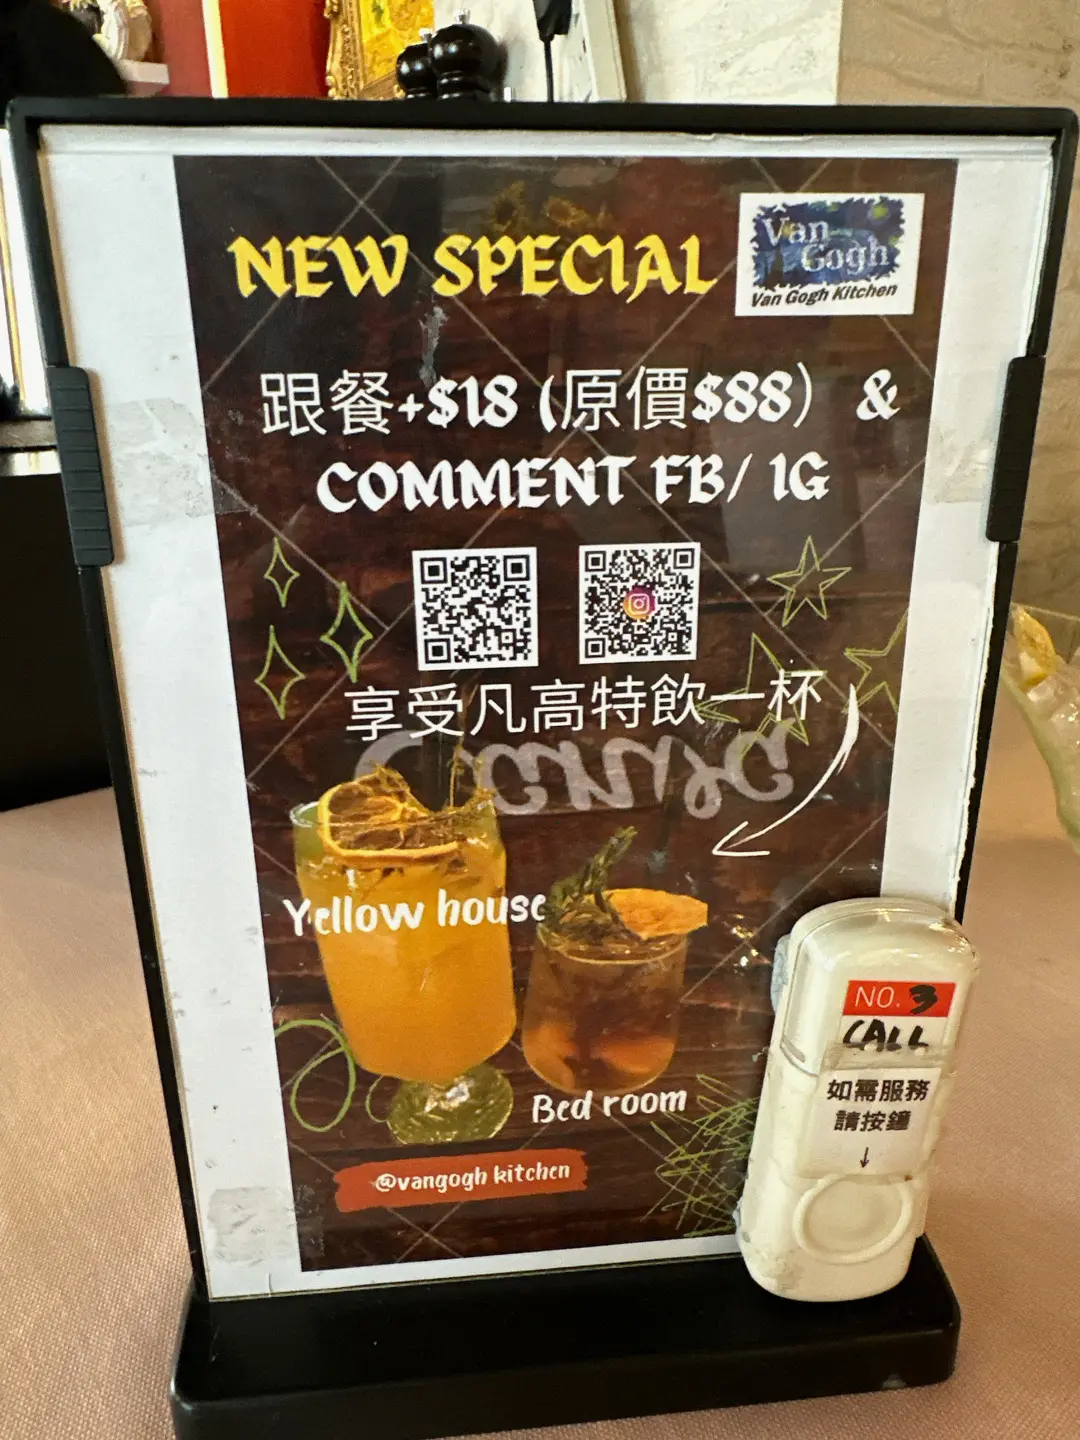 NEW SPECIAL
Van
Gogh
Van Gogh Kitchen
跟餐+$18 (原價$88） &
COMMENT FB/ IG
享受凡高特飲一杯
Canva
Yellow house
Bed room
@vangogh kitchen
NO. 3
CALL
如需服務
請按鐘
↓